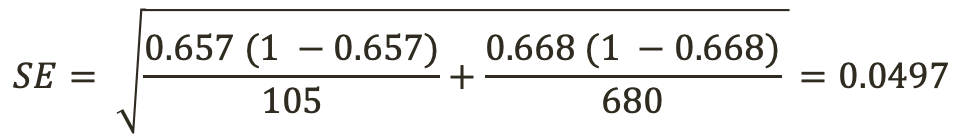 SE = √(0.657 (1 − 0.657)/105 + 0.668 (1 − 0.668)/680) = 0.0497